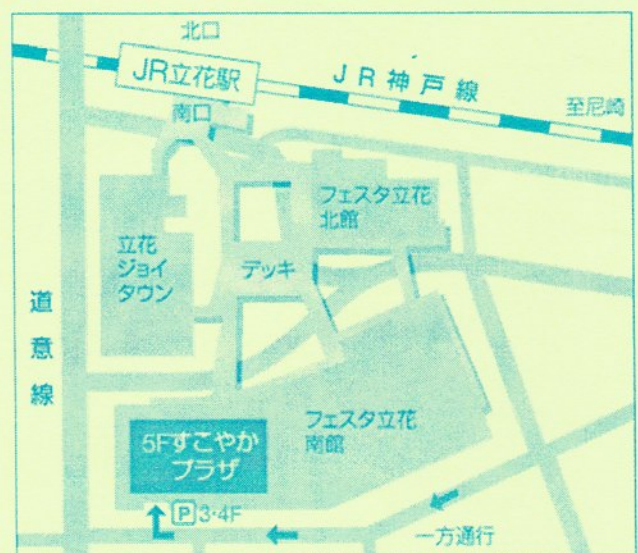 北口
JR立花駅
JR神戸線
至尼崎
南口
フェスタ立花
北館
立花
ジョイ
タウン
デッキ
道意線
フェスタ立花
南館
5Fすこやか
プラザ
P3・4F
一方通行